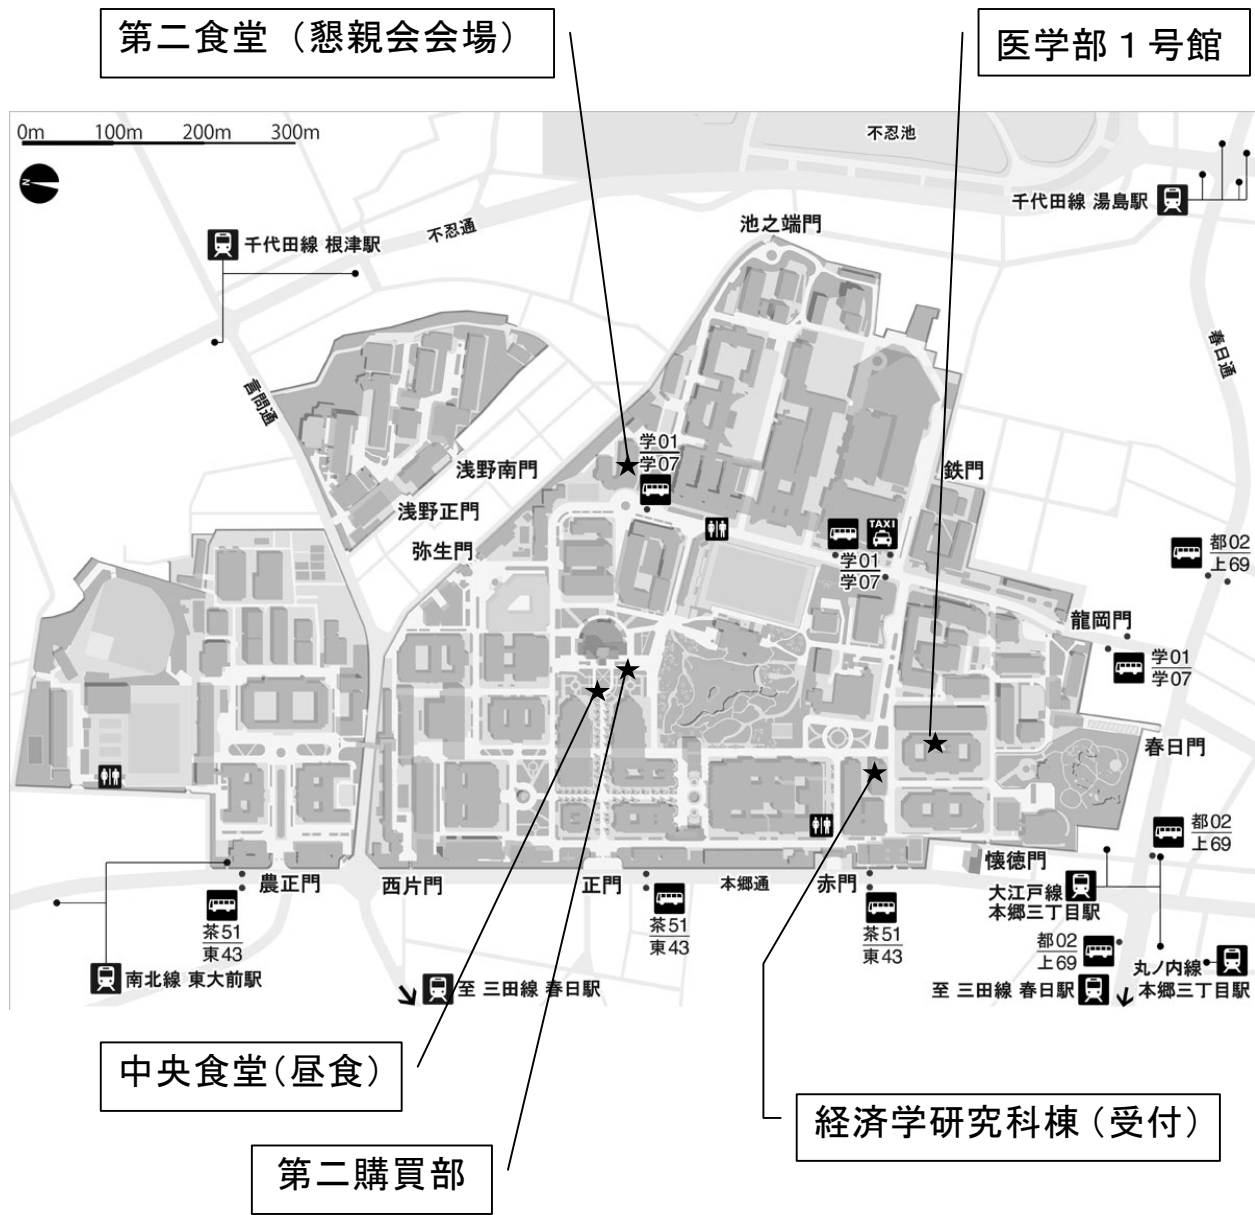 第二食堂（懇親会会場）
医学部１号館
0m 100m 200m 300m
N
不忍池
千代田線 湯島駅
池之端門
不忍通
千代田線 根津駅
春日通
言問通
学01
学07
浅野南門
鉄門
浅野正門
弥生門
TAXI
学01
学07
都02
上69
龍岡門
学01
学07
春日門
都02
上69
懐徳門
農正門
西片門
正門
本郷通
赤門
大江戸線
本郷三丁目駅
茶51
東43
茶51
東43
茶51
東43
都02
上69
南北線 東大前駅
至 三田線 春日駅
至 三田線 春日駅
丸ノ内線
本郷三丁目駅
中央食堂（昼食）
経済学研究科棟（受付）
第二購買部